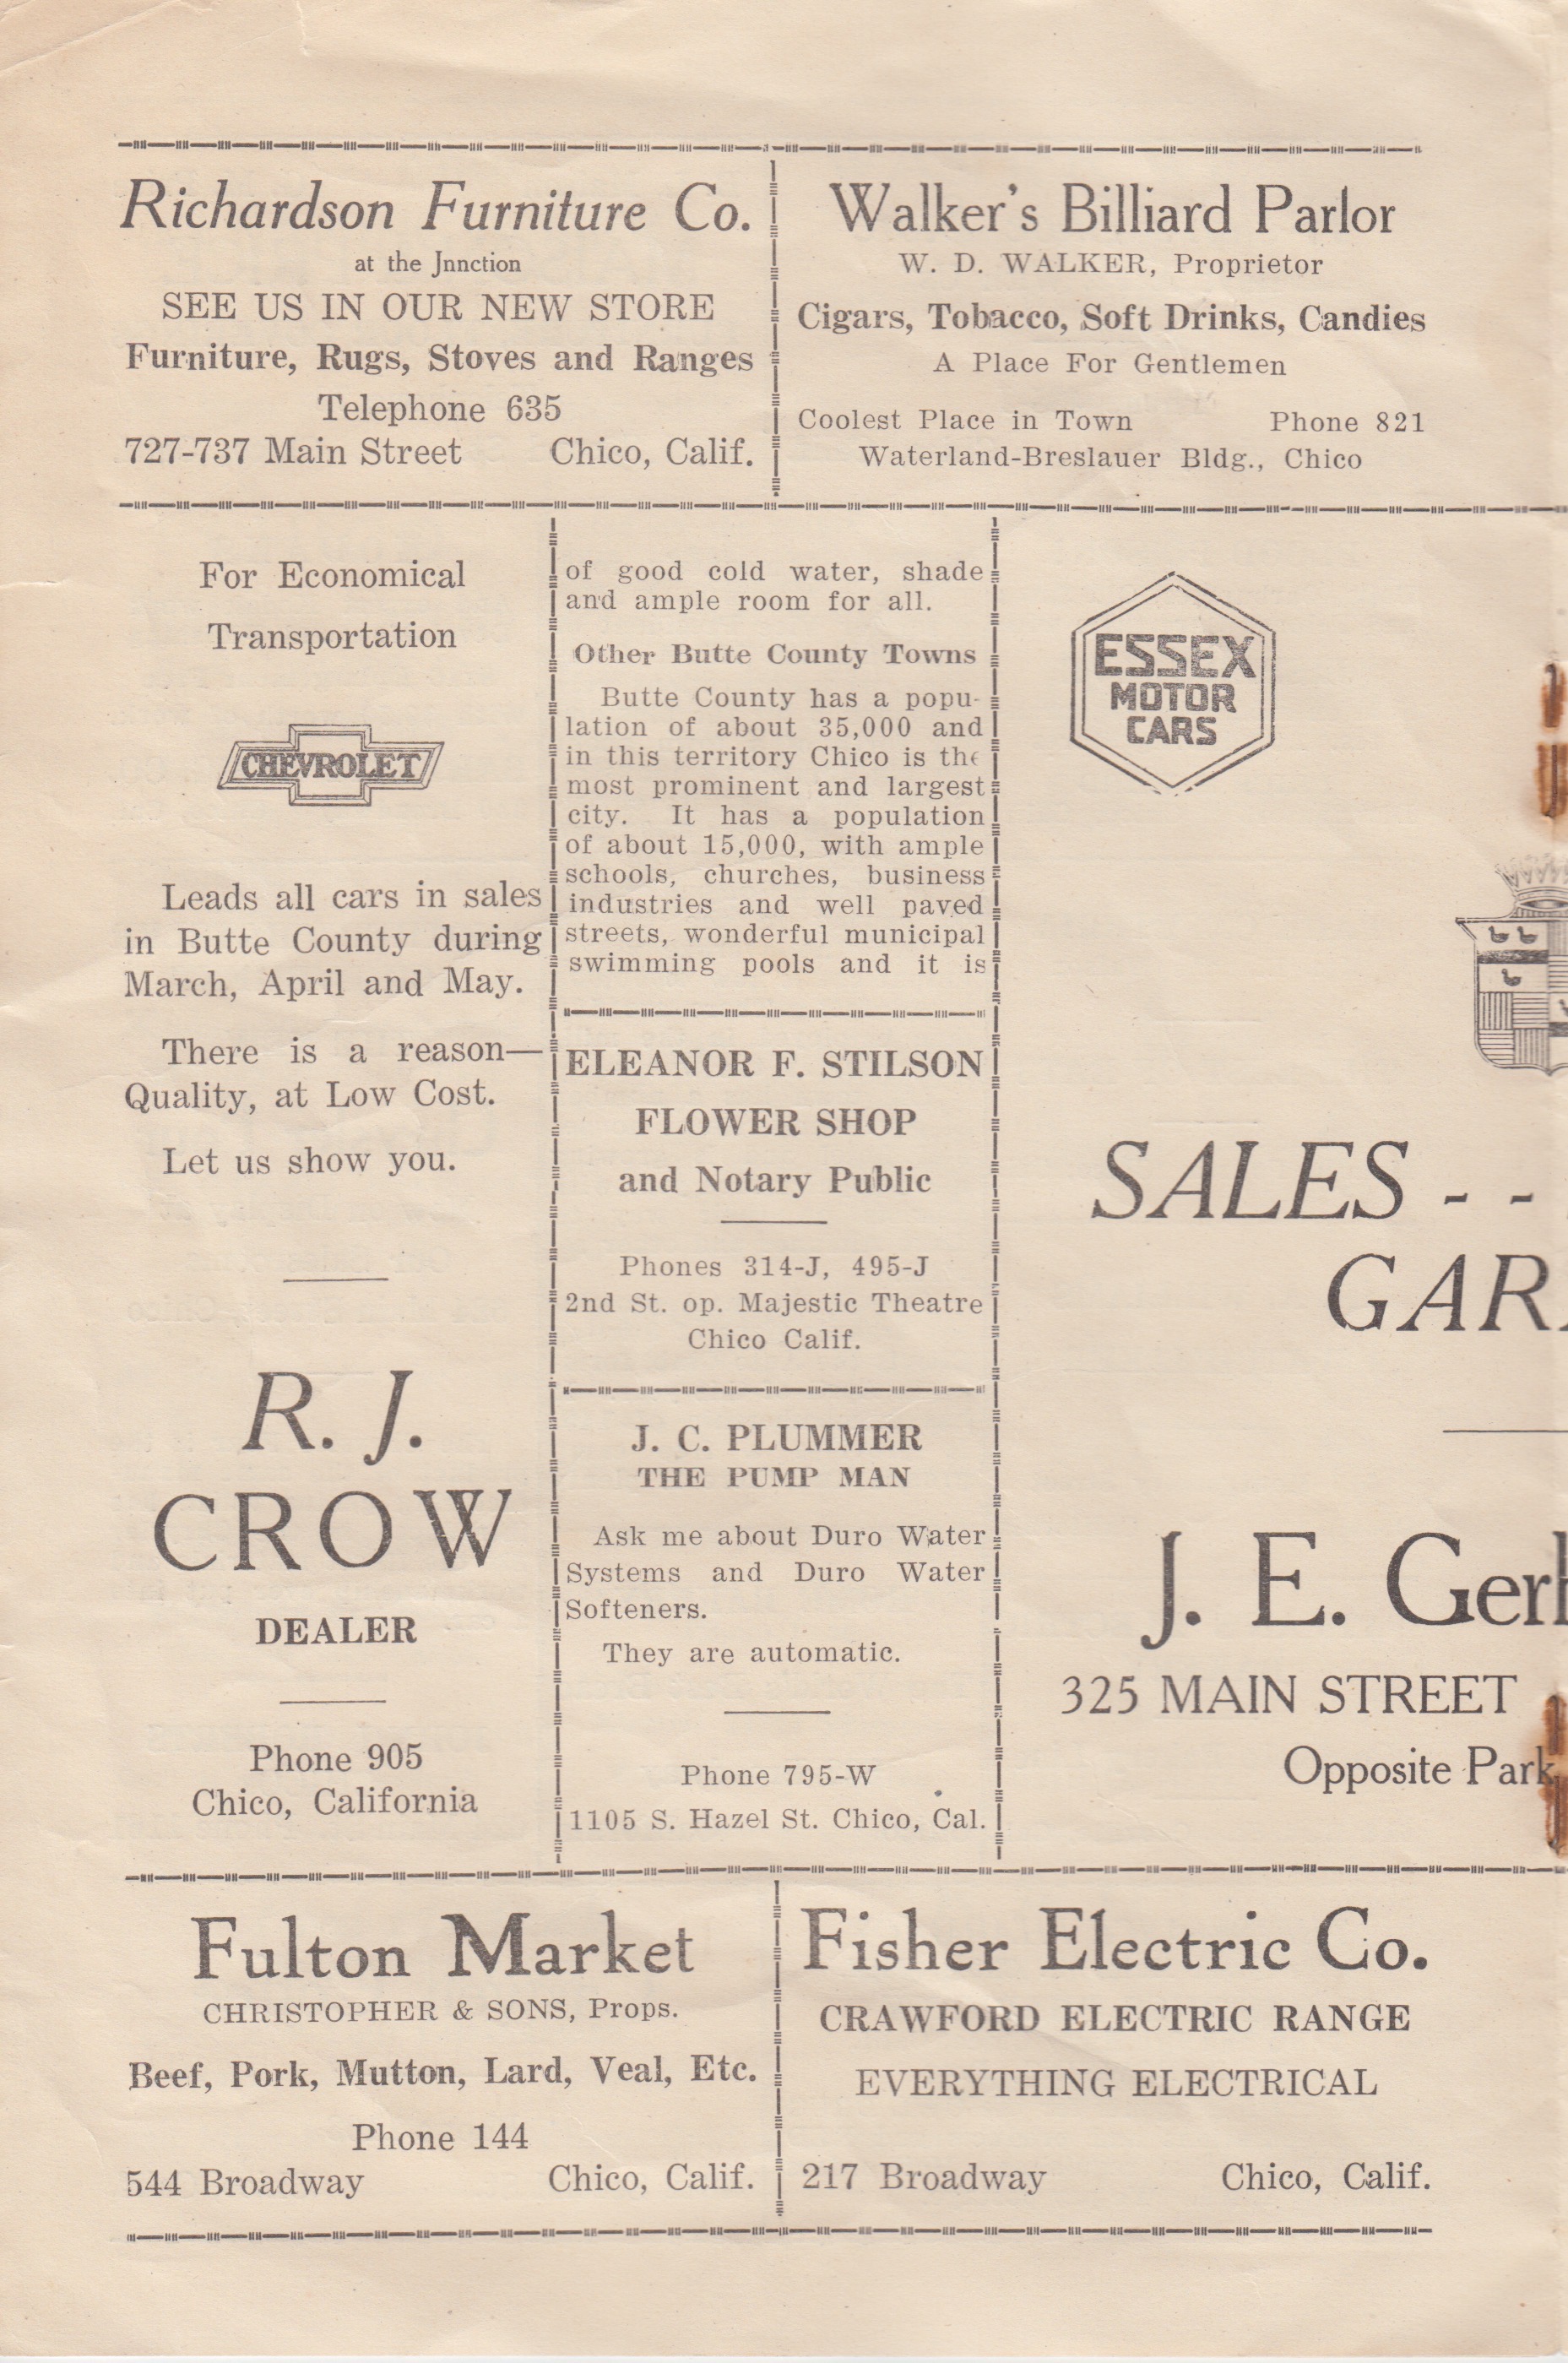 Richardson Furniture Co.
at the Jnnction
SEE US IN OUR NEW STORE
Furniture, Rugs, Stoves and Ranges
Telephone 635
727-737 Main Street Chico, Calif.
Walker's Billiard Parlor
W. D. WALKER, Proprietor
Cigars, Tobacco, Soft Drinks, Candies
A Place For Gentlemen
Coolest Place in Town Phone 821
Waterland-Breslauer Bldg., Chico
For Economical
Transportation
CHEVROLET
Leads all cars in sales
in Butte County during
March, April and May.
There is a reason—
Quality, at Low Cost.
Let us show you.
R. J.
CROW
DEALER
Phone 905
Chico, California
of good cold water, shade
and ample room for all.
Other Butte County Towns
Butte County has a popu-
lation of about 35,000 and
in this territory Chico is the
most prominent and largest
city. It has a population
of about 15,000, with ample
schools, churches, business
industries and well paved
streets, wonderful municipal
swimming pools and it is
ELEANOR F. STILSON
FLOWER SHOP
and Notary Public
Phones 314-J, 495-J
2nd St. op. Majestic Theatre
Chico Calif.
J. C. PLUMMER
THE PUMP MAN
Ask me about Duro Water
Systems and Duro Water
Softeners.
They are automatic.
Phone 795-W
1105 S. Hazel St. Chico, Cal.
ESSEX
MOTOR
CARS
SALES - -
GAR
J. E. Ger
325 MAIN STREET
Opposite Park
Fulton Market
CHRISTOPHER & SONS, Props.
Beef, Pork, Mutton, Lard, Veal, Etc.
Phone 144
544 Broadway Chico, Calif.
Fisher Electric Co.
CRAWFORD ELECTRIC RANGE
EVERYTHING ELECTRICAL
217 Broadway Chico, Calif.